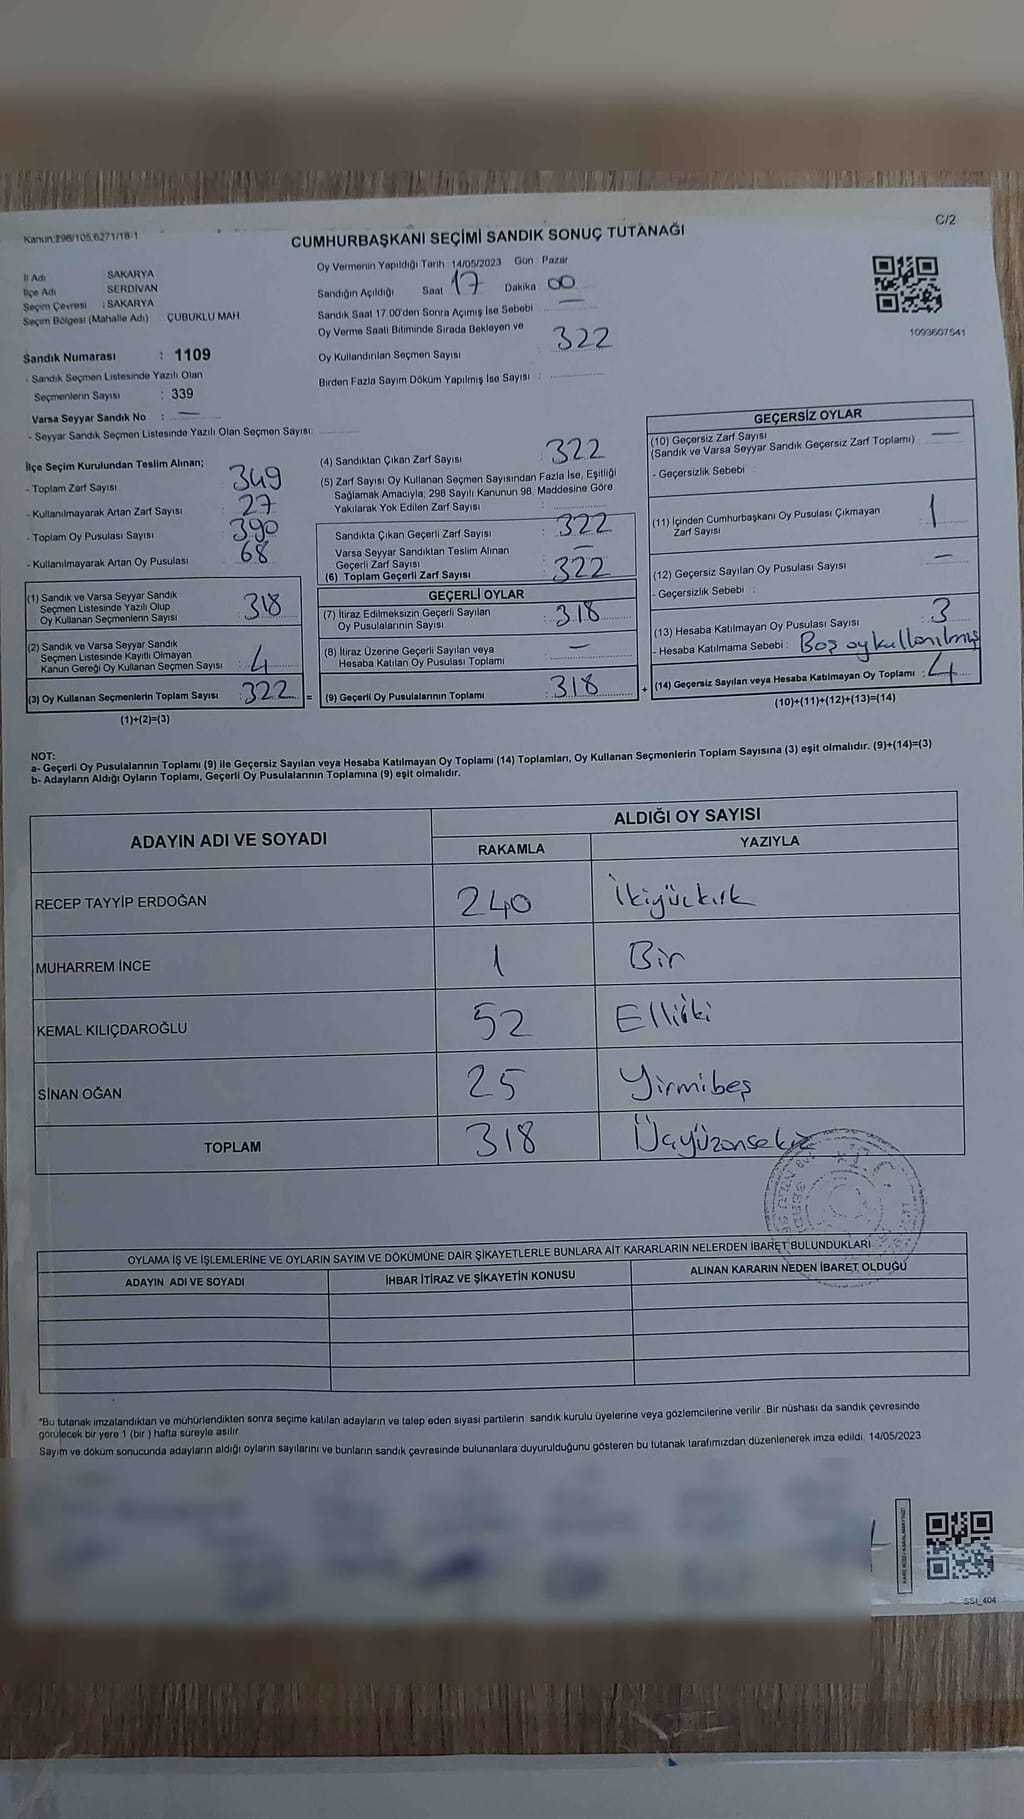 Kanun:298/105,6271/18-1
C/2
CUMHURBAŞKANI SEÇİMİ SANDIK SONUÇ TUTANAĞI
İl Adı SAKARYA
İlçe Adı SERDİVAN
Seçim Çevresi : SAKARYA
Seçim Bölgesi (Mahalle Adı) ÇUBUKLU MAH
Oy Vermenin Yapıldığı Tarih 14/05/2023 Gün : Pazar
Sandığın Açıldığı Saat 17 Dakika 00
Sandık Saat 17.00'den Sonra Açımış İse Sebebi —
Oy Verme Saali Bitiminde Sırada Bekleyen ve
Oy Kullandırılan Seçmen Sayısı : 322
Birden Fazla Sayım Döküm Yapılmış İse Sayısı :
1093607541
Sandık Numarası : 1109
- Sandık Seçmen Listesinde Yazılı Olan
Seçmenlerin Sayısı : 339
Varsa Seyyar Sandık No : —
- Seyyar Sandık Seçmen Listesinde Yazılı Olan Seçmen Sayısı:
İlçe Seçim Kurulundan Teslim Alınan;
- Toplam Zarf Sayısı : 349
- Kullanılmayarak Artan Zarf Sayısı : 27
- Toplam Oy Pusulası Sayısı : 390
- Kullanılmayarak Artan Oy Pusulası : 68
(1) Sandık ve Varsa Seyyar Sandık
Seçmen Listesinde Yazılı Olup
Oy Kullanan Seçmenlerin Sayısı : 318
(2) Sandık ve Varsa Seyyar Sandık
Seçmen Listesinde Kayıtlı Olmayan
Kanun Gereği Oy Kullanan Seçmen Sayısı : 4
(3) Oy Kullanan Seçmenlerin Toplam Sayısı : 322 =
(1)+(2)=(3)
(4) Sandıktan Çıkan Zarf Sayısı : 322
(5) Zarf Sayısı Oy Kullanan Seçmen Sayısından Fazla İse, Eşitliği
Sağlamak Amacıyla; 298 Sayılı Kanunun 98. Maddesine Göre
Yakılarak Yok Edilen Zarf Sayısı :
Sandıkta Çıkan Geçerli Zarf Sayısı : 322
Varsa Seyyar Sandıktan Teslim Alınan
Geçerli Zarf Sayısı : —
(6) Toplam Geçerli Zarf Sayısı : 322
GEÇERLİ OYLAR
(7) İtiraz Edilmeksizin Geçerli Sayılan
Oy Pusulalarının Sayısı : 318
(8) İtiraz Üzerine Geçerli Sayılan veya
Hesaba Katılan Oy Pusulası Toplamı : —
(9) Geçerli Oy Pusulalarının Toplamı : 318 +
GEÇERSİZ OYLAR
(10) Geçersiz Zarf Sayısı
(Sandık ve Varsa Seyyar Sandık Geçersiz Zarf Toplamı) : —
- Geçersizlik Sebebi :
(11) İçinden Cumhurbaşkanı Oy Pusulası Çıkmayan
Zarf Sayısı : 1
(12) Geçersiz Sayılan Oy Pusulası Sayısı : —
- Geçersizlik Sebebi :
(13) Hesaba Katılmayan Oy Pusulası Sayısı : 3
- Hesaba Katılmama Sebebi : Boş oy kullanılmış
(14) Geçersiz Sayılan veya Hesaba Katılmayan Oy Toplamı : 4
(10)+(11)+(12)+(13)=(14)
NOT:
a- Geçerli Oy Pusulalarının Toplamı (9) ile Geçersiz Sayılan veya Hesaba Katılmayan Oy Toplamı (14) Toplamları, Oy Kullanan Seçmenlerin Toplam Sayısına (3) eşit olmalıdır. (9)+(14)=(3)
b- Adayların Aldığı Oyların Toplamı, Geçerli Oy Pusulalarının Toplamına (9) eşit olmalıdır.
ADAYIN ADI VE SOYADI ALDIĞI OY SAYISI
RAKAMLA YAZIYLA
RECEP TAYYİP ERDOĞAN 240 İkiyüzkırk
MUHARREM İNCE 1 Bir
KEMAL KILIÇDAROĞLU 52 Elliiki
SİNAN OĞAN 25 Yirmibeş
TOPLAM 318 Üçyüzonsekiz
OYLAMA İŞ VE İŞLEMLERİNE VE OYLARIN SAYIM VE DÖKÜMÜNE DAİR ŞİKAYETLERLE BUNLARA AİT KARARLARIN NELERDEN İBARET BULUNDUKLARI
ADAYIN ADI VE SOYADI İHBAR İTİRAZ VE ŞİKAYETİN KONUSU ALINAN KARARIN NEDEN İBARET OLDUĞU
*Bu tutanak imzalandıktan ve mühürlendikten sonra seçime katılan adayların ve talep eden siyasi partilerin sandık kurulu üyelerine veya gözlemcilerine verilir. Bir nüshası da sandık çevresinde
görülecek bir yere 1 (bir ) hafta süreyle asılır
Sayım ve döküm sonucunda adayların aldığı oyların sayılarını ve bunların sandık çevresinde bulunanlara duyurulduğunu gösteren bu tutanak tarafımızdan düzenlenerek imza edildi. 14/05/2023
SSI_404